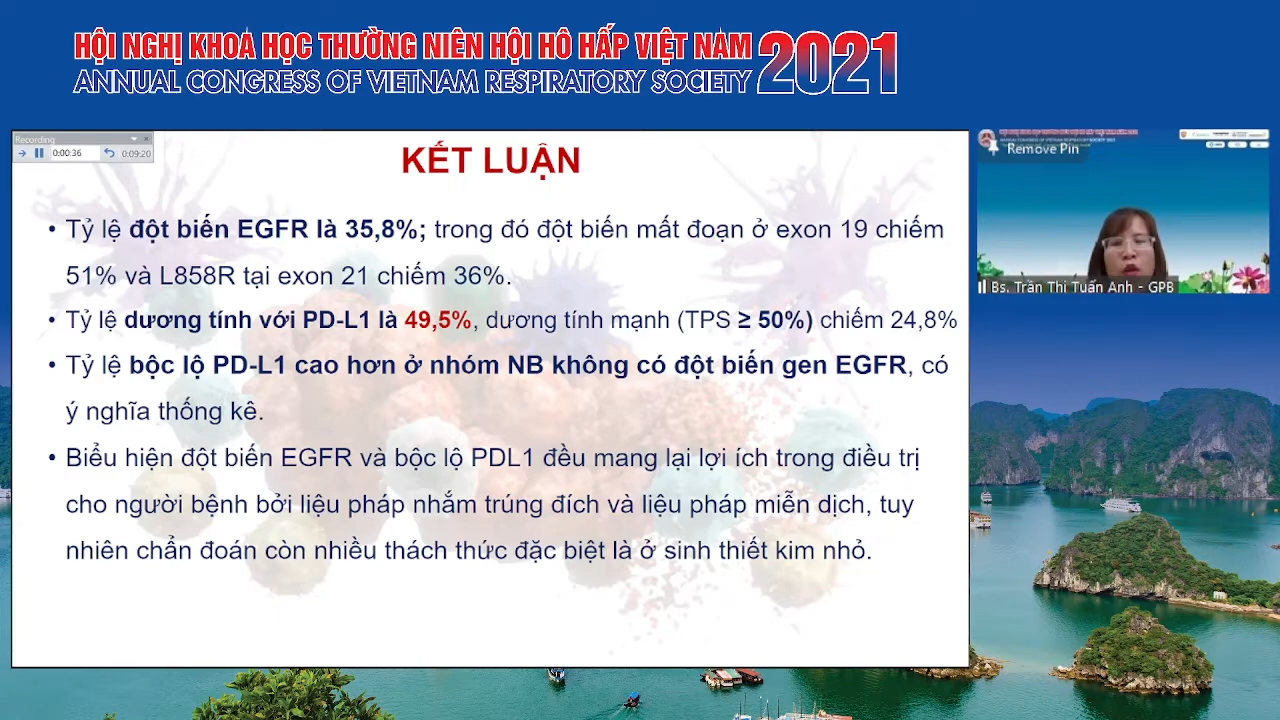 HỘI NGHỊ KHOA HỌC THƯỜNG NIÊN HỘI HÔ HẤP VIỆT NAM 2021
ANNUAL CONGRESS OF VIETNAM RESPIRATORY SOCIETY
Recording
0:00:36 0:09:20
KẾT LUẬN
• Tỷ lệ đột biến EGFR là 35,8%; trong đó đột biến mất đoạn ở exon 19 chiếm
51% và L858R tại exon 21 chiếm 36%.
• Tỷ lệ dương tính với PD-L1 là 49,5%, dương tính mạnh (TPS ≥ 50%) chiếm 24,8%
• Tỷ lệ bộc lộ PD-L1 cao hơn ở nhóm NB không có đột biến gen EGFR, có
ý nghĩa thống kê.
• Biểu hiện đột biến EGFR và bộc lộ PDL1 đều mang lại lợi ích trong điều trị
cho người bệnh bởi liệu pháp nhắm trúng đích và liệu pháp miễn dịch, tuy
nhiên chẩn đoán còn nhiều thách thức đặc biệt là ở sinh thiết kim nhỏ.
Remove Pin
Bs. Trần Thị Tuấn Anh - GPB